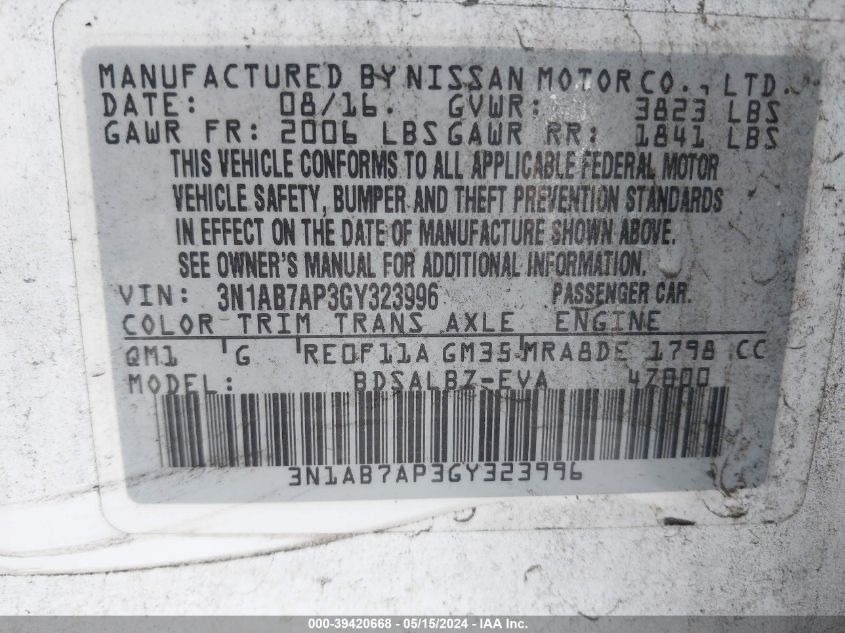 MANUFACTURED BY NISSAN MOTOR CO., LTD.
DATE: 08/16. GVWR: 3823 LBS
GAWR FR: 2006 LBS GAWR RR: 1841 LBS
THIS VEHICLE CONFORMS TO ALL APPLICABLE FEDERAL MOTOR
VEHICLE SAFETY, BUMPER AND THEFT PREVENTION STANDARDS
IN EFFECT ON THE DATE OF MANUFACTURE SHOWN ABOVE.
SEE OWNER'S MANUAL FOR ADDITIONAL INFORMATION.
VIN: 3N1AB7AP3GY323996 PASSENGER CAR.
COLOR TRIM TRANS AXLE ENGINE
QM1 G RE0F11A GM35 MRA8DE 1798 CC
MODEL: BDSALBZ-EVA 47800
3N1AB7AP3GY323996
000-39420668 - 05/15/2024 - IAA Inc.